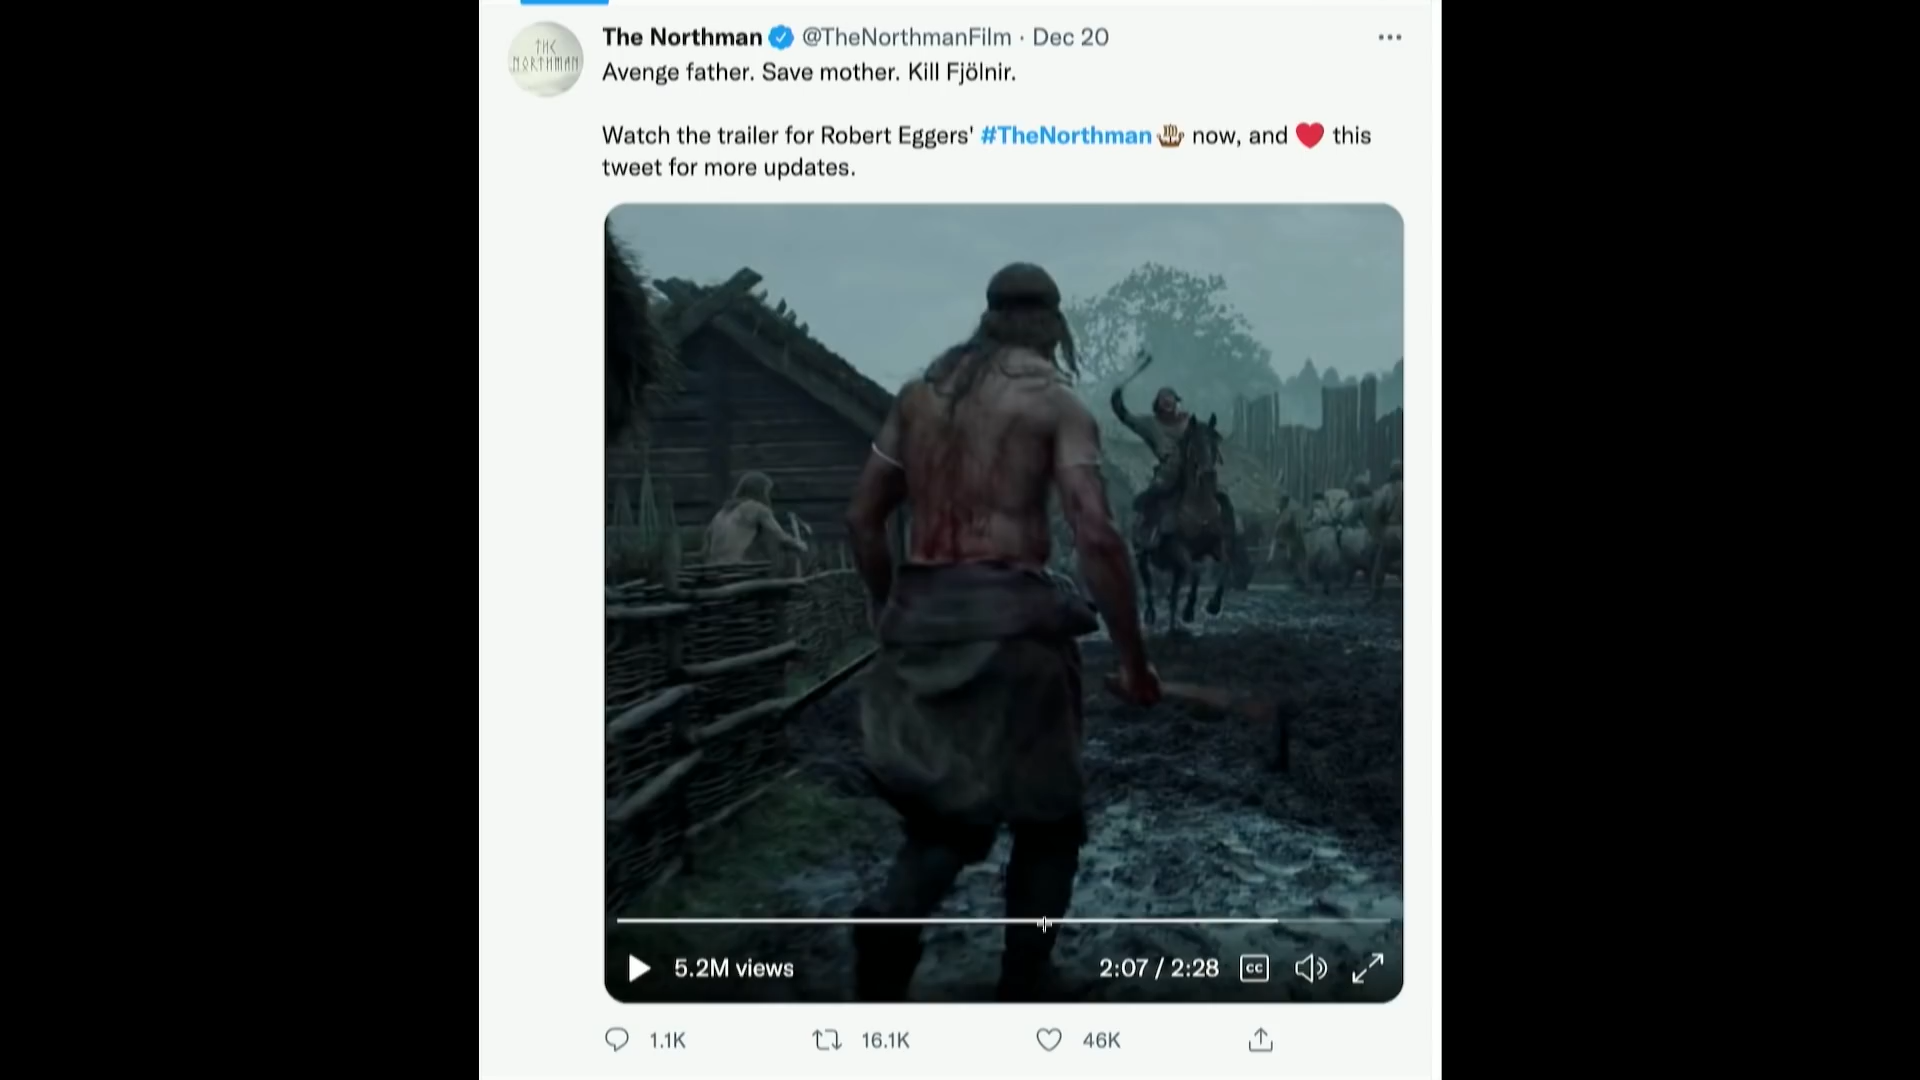 THE
NORTHMAN
The Northman @TheNorthmanFilm · Dec 20
Avenge father. Save mother. Kill Fjölnir.
Watch the trailer for Robert Eggers' #TheNorthman now, and ❤️ this
tweet for more updates.
5.2M views
2:07 / 2:28
CC
1.1K
16.1K
46K